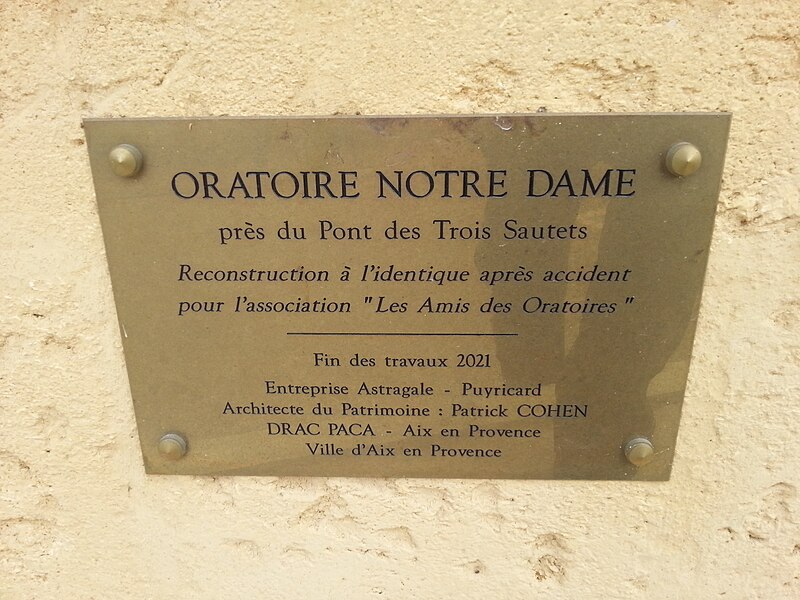 ORATOIRE NOTRE DAME
près du Pont des Trois Sautets
Reconstruction à l'identique après accident
pour l'association "Les Amis des Oratoires"
Fin des travaux 2021
Entreprise Astragale - Puyricard
Architecte du Patrimoine : Patrick COHEN
DRAC PACA - Aix en Provence
Ville d'Aix en Provence